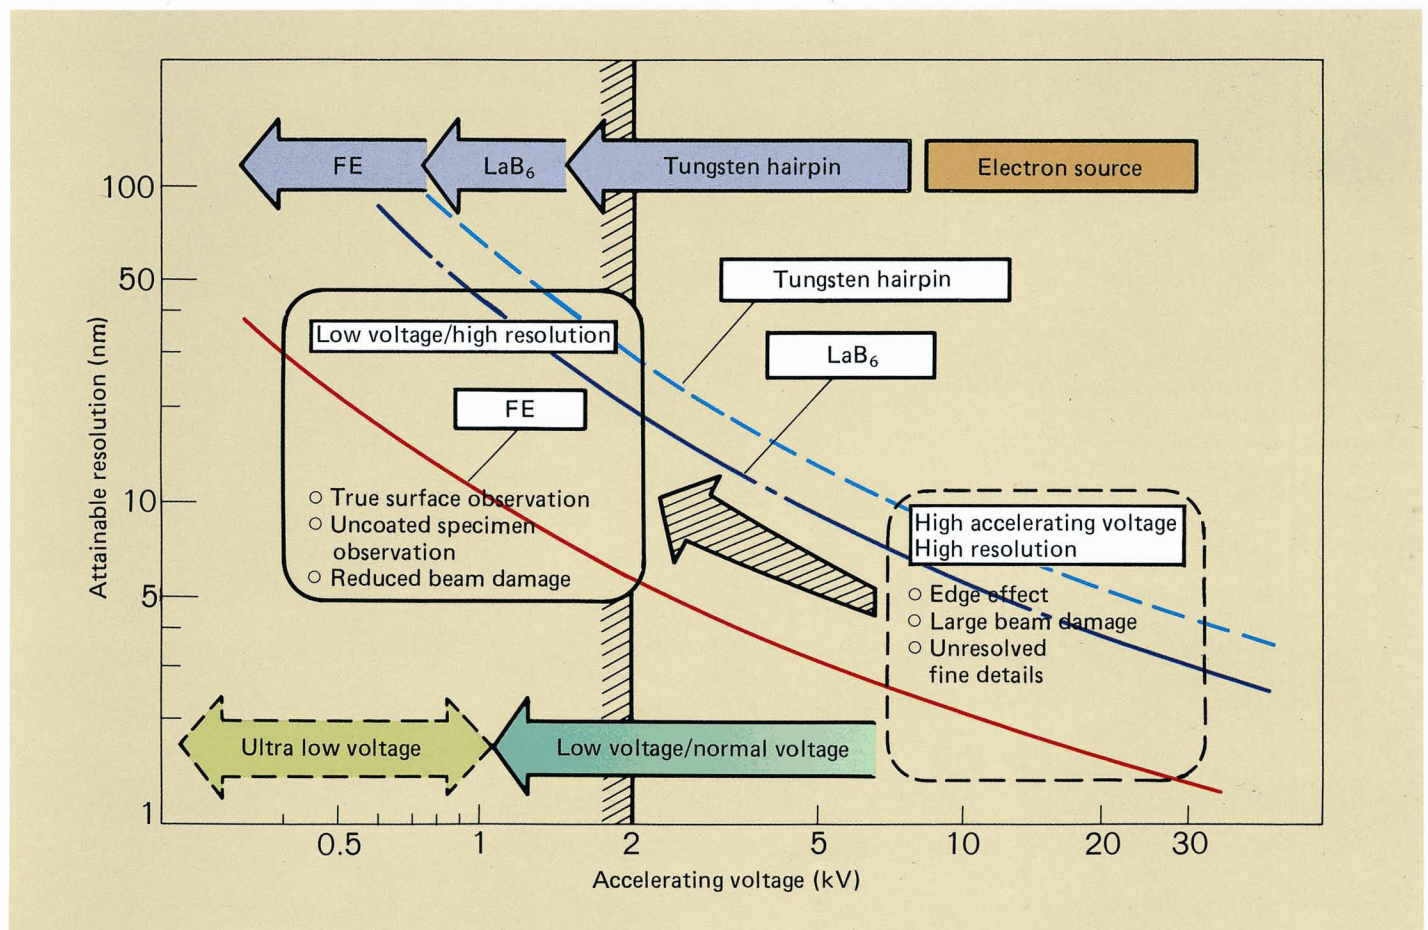 FE
LaB₆
Tungsten hairpin
Electron source
100
50
10
5
1
Attainable resolution (nm)
Tungsten hairpin
LaB₆
Low voltage/high resolution
FE
○ True surface observation
○ Uncoated specimen
observation
○ Reduced beam damage
High accelerating voltage
High resolution
○ Edge effect
○ Large beam damage
○ Unresolved
fine details
Ultra low voltage
Low voltage/normal voltage
0.5
1
2
5
10
20
30
Accelerating voltage (kV)